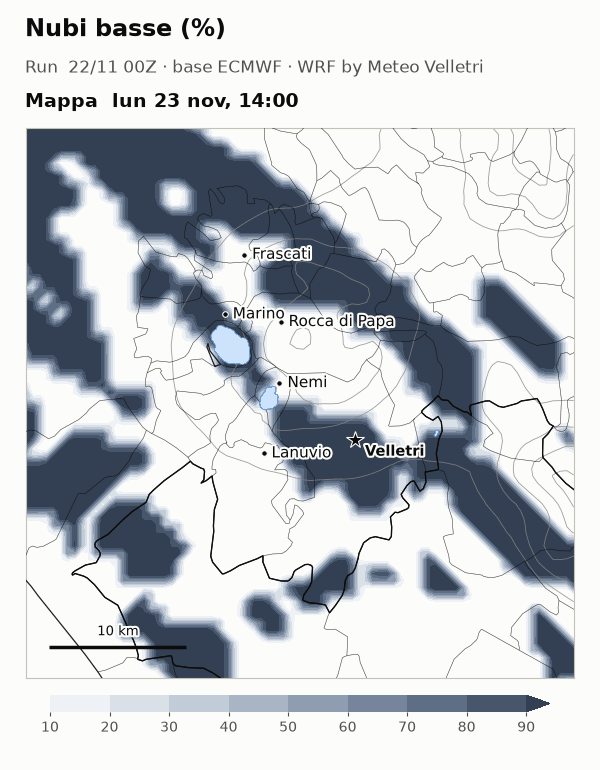 Nubi basse (%)
Run  22/11 00Z · base ECMWF · WRF by Meteo Velletri
Mappa  lun 23 nov, 14:00
Frascati
Marino
Rocca di Papa
Nemi
Velletri
Lanuvio
10 km
10 20 30 40 50 60 70 80 90